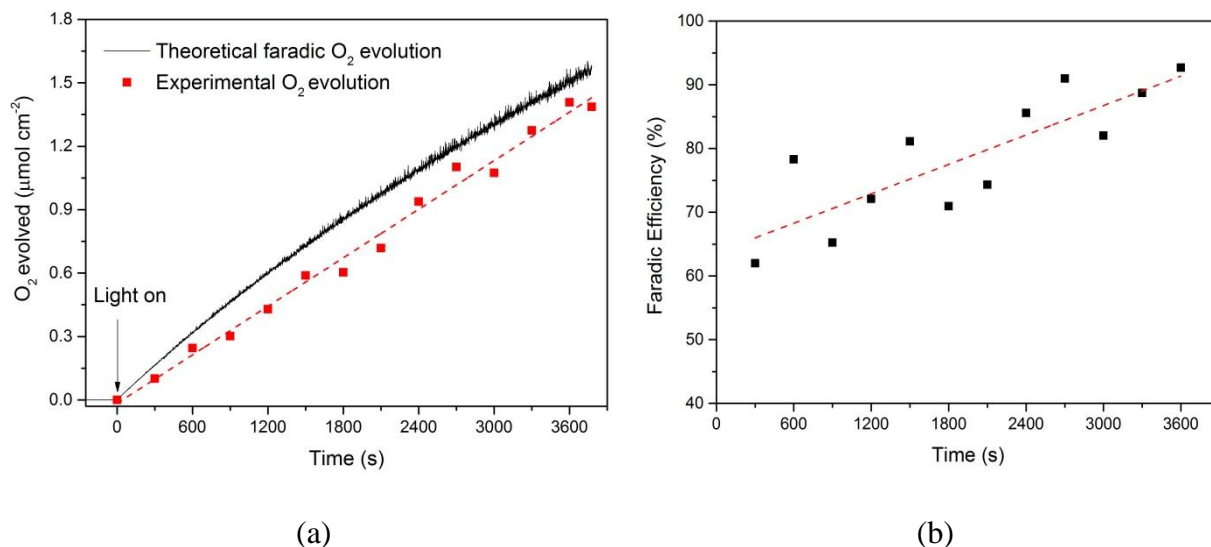 1.8
1.5
1.2
0.9
0.6
0.3
0.0
O₂ evolved (μmol cm⁻²)
Theoretical faradic O₂ evolution
Experimental O₂ evolution
Light on
0 600 1200 1800 2400 3000 3600
Time (s)
(a)
100
90
80
70
60
50
40
Faradic Efficiency (%)
0 600 1200 1800 2400 3000 3600
Time (s)
(b)